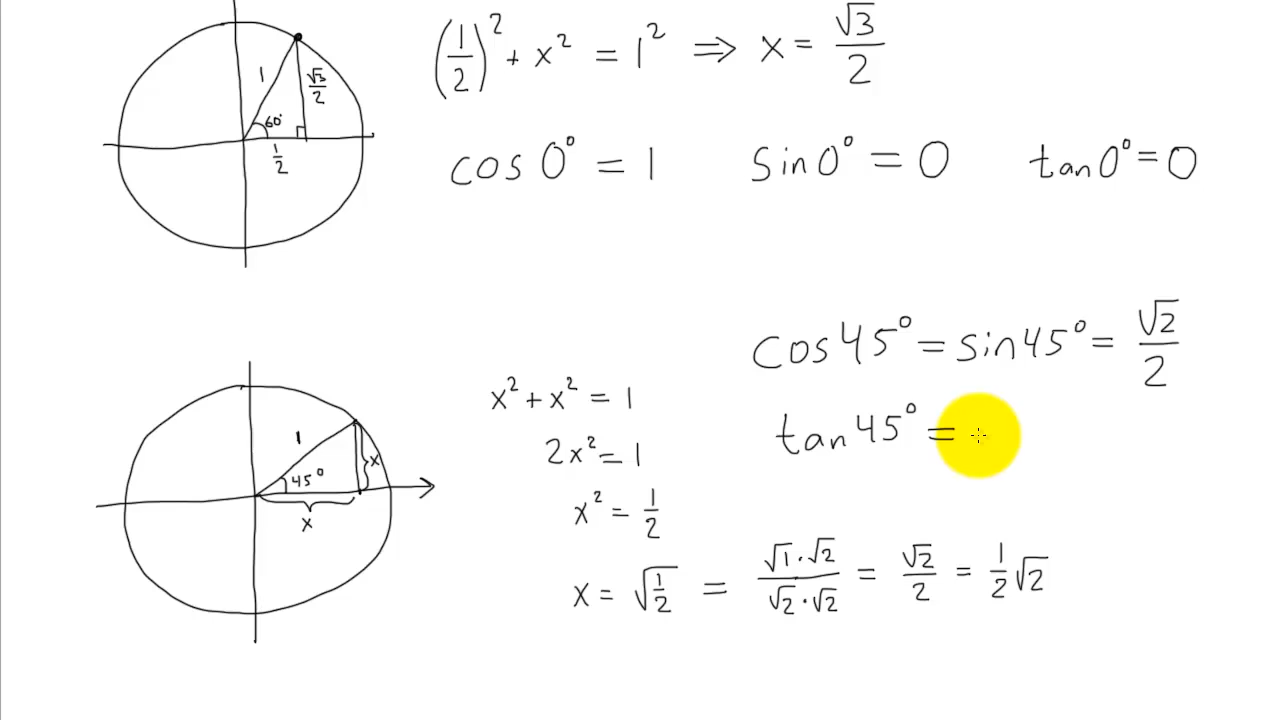 (1/2)² + x² = 1² ⟹ x = √3/2
1
√3/2
60°
1/2
cos 0° = 1 sin 0° = 0 tan 0° = 0
cos 45° = sin 45° = √2/2
x² + x² = 1
tan 45° =
1
x
2x² = 1
45°
x² = 1/2
x
x = √(1/2) = (√1·√2)/(√2·√2) = √2/2 = 1/2 √2